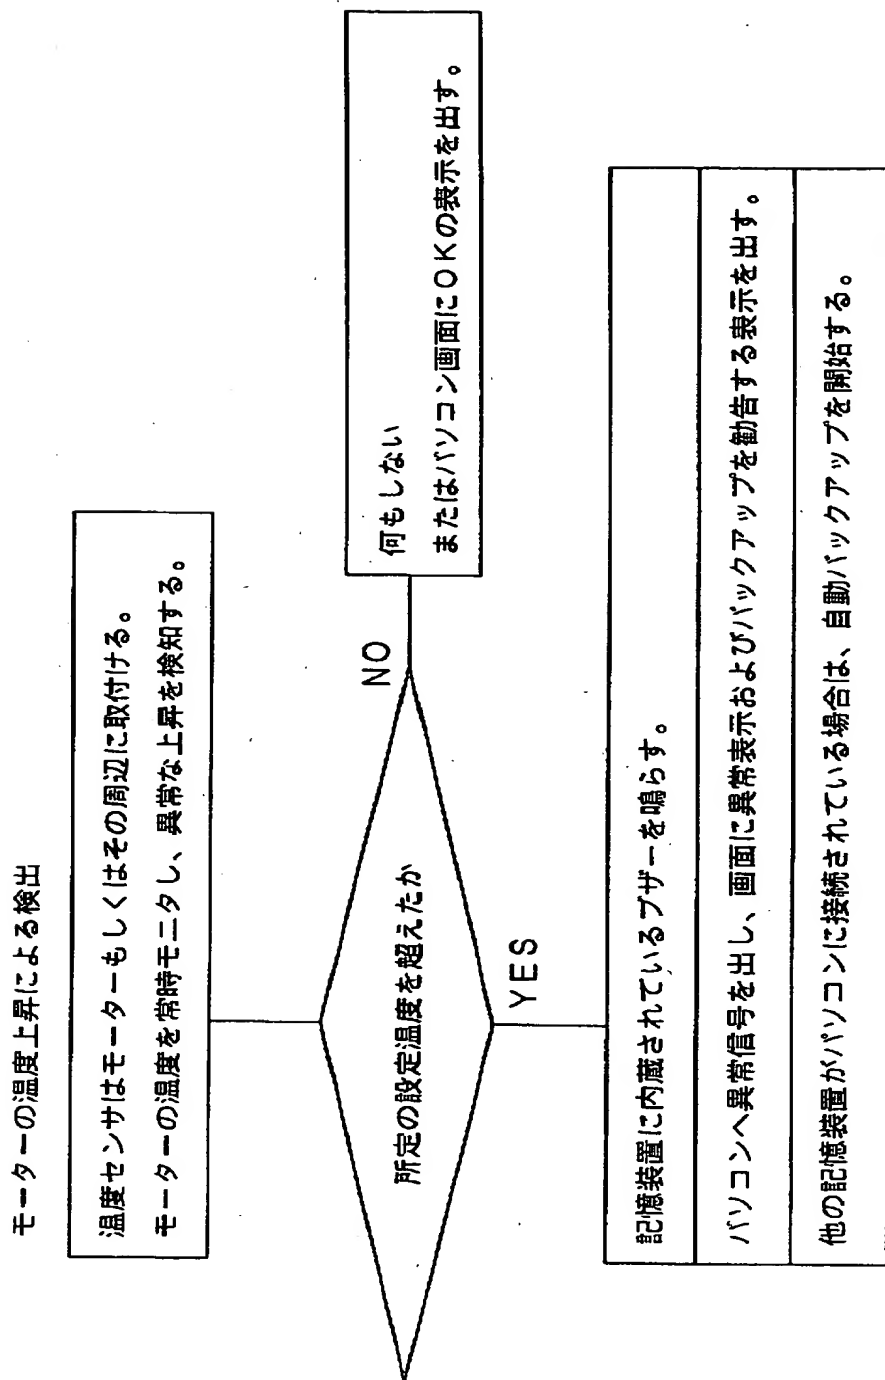 モーターの温度上昇による検出
温度センサはモーターもしくはその周辺に取付ける。
モーターの温度を常時モニタし、異常な上昇を検知する。
所定の設定温度を超えたか
NO
何もしない
またはパソコン画面にOKの表示を出す。
YES
記憶装置に内蔵されているブザーを鳴らす。
パソコンへ異常信号を出し、画面に異常表示およびバックアップを勧告する表示を出す。
他の記憶装置がパソコンに接続されている場合は、自動バックアップを開始する。